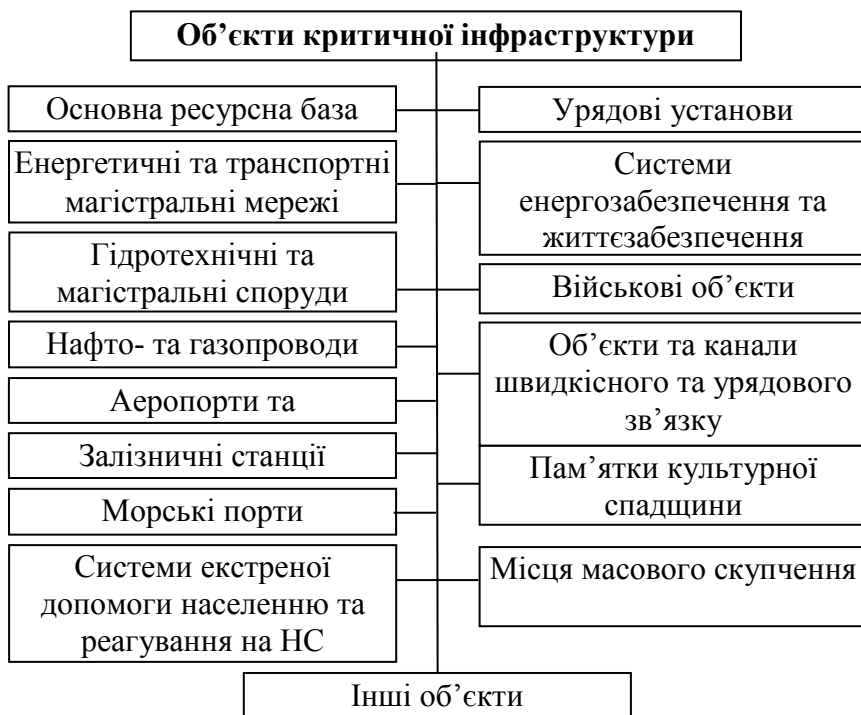 Об’єкти критичної інфраструктури
Основна ресурсна база
Енергетичні та транспортні
магістральні мережі
Гідротехнічні та
магістральні споруди
Нафто- та газопроводи
Аеропорти та
Залізничні станції
Морські порти
Системи екстреної
допомоги населенню та
реагування на НС
Урядові установи
Системи
енергозабезпечення та
життєзабезпечення
Військові об’єкти
Об’єкти та канали
швидкісного та урядового
зв’язку
Пам’ятки культурної
спадщини
Місця масового скупчення
Інші об’єкти